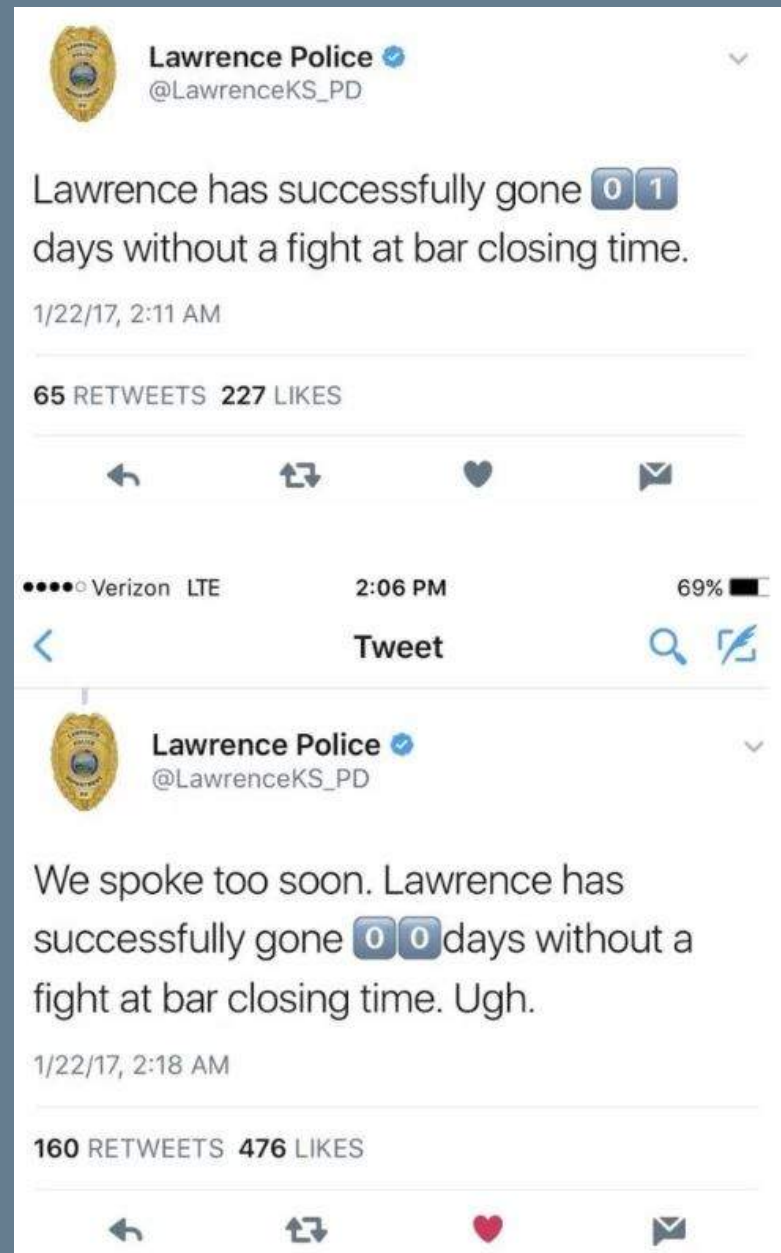 Lawrence Police
@LawrenceKS_PD
Lawrence has successfully gone 0 1
days without a fight at bar closing time.
1/22/17, 2:11 AM
65 RETWEETS 227 LIKES
Verizon LTE 2:06 PM 69%
Tweet
Lawrence Police
@LawrenceKS_PD
We spoke too soon. Lawrence has
successfully gone 0 0 days without a
fight at bar closing time. Ugh.
1/22/17, 2:18 AM
160 RETWEETS 476 LIKES